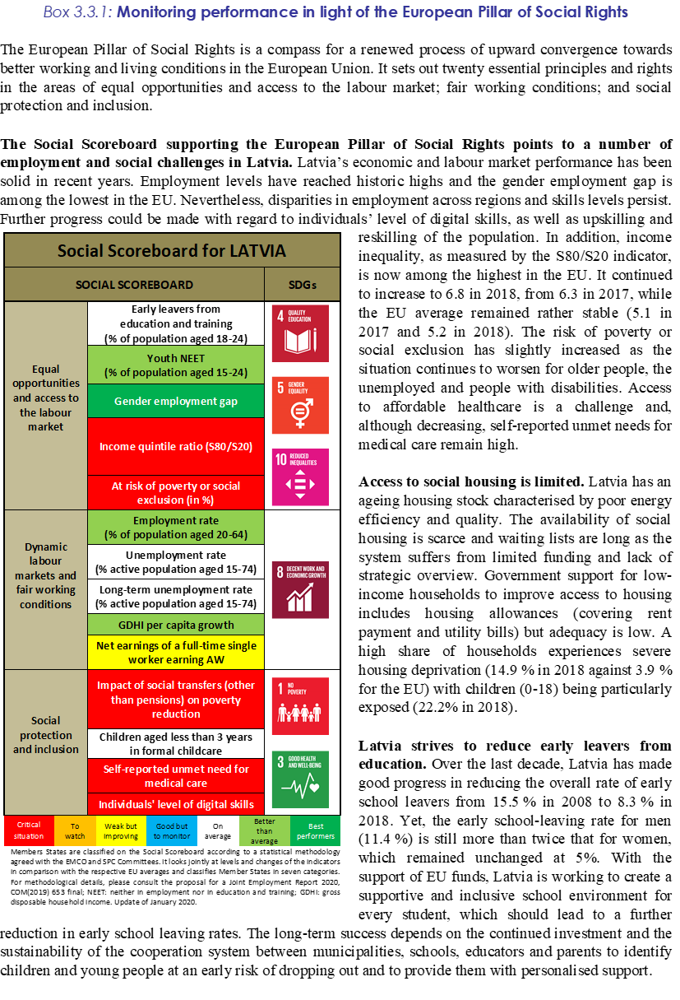 Box 3.3.1: Monitoring performance in light of the European Pillar of Social Rights
The European Pillar of Social Rights is a compass for a renewed process of upward convergence towards
better working and living conditions in the European Union. It sets out twenty essential principles and rights
in the areas of equal opportunities and access to the labour market; fair working conditions; and social
protection and inclusion.
The Social Scoreboard supporting the European Pillar of Social Rights points to a number of
employment and social challenges in Latvia. Latvia's economic and labour market performance has been
solid in recent years. Employment levels have reached historic highs and the gender employment gap is
among the lowest in the EU. Nevertheless, disparities in employment across regions and skills levels persist.
Further progress could be made with regard to individuals' level of digital skills, as well as upskilling and
reskilling of the population. In addition, income
inequality, as measured by the S80/S20 indicator,
is now among the highest in the EU. It continued
to increase to 6.8 in 2018, from 6.3 in 2017, while
the EU average remained rather stable (5.1 in
2017 and 5.2 in 2018). The risk of poverty or
social exclusion has slightly increased as the
situation continues to worsen for older people, the
unemployed and people with disabilities. Access
to affordable healthcare is a challenge and,
although decreasing, self-reported unmet needs for
medical care remain high.
Access to social housing is limited. Latvia has an
ageing housing stock characterised by poor energy
efficiency and quality. The availability of social
housing is scarce and waiting lists are long as the
system suffers from limited funding and lack of
strategic overview. Government support for low-
income households to improve access to housing
includes housing allowances (covering rent
payment and utility bills) but adequacy is low. A
high share of households experiences severe
housing deprivation (14.9 % in 2018 against 3.9 %
for the EU) with children (0-18) being particularly
exposed (22.2% in 2018).
Latvia strives to reduce early leavers from
education. Over the last decade, Latvia has made
good progress in reducing the overall rate of early
school leavers from 15.5 % in 2008 to 8.3 % in
2018. Yet, the early school-leaving rate for men
(11.4 %) is still more than twice that for women,
which remained unchanged at 5%. With the
support of EU funds, Latvia is working to create a
supportive and inclusive school environment for
every student, which should lead to a further
reduction in early school leaving rates. The long-term success depends on the continued investment and the
sustainability of the cooperation system between municipalities, schools, educators and parents to identify
children and young people at an early risk of dropping out and to provide them with personalised support.
Social Scoreboard for LATVIA
SOCIAL SCOREBOARD
SDGs
Equal
opportunities
and access to
the labour
market
Early leavers from
education and training
(% of population aged 18-24)
Youth NEET
(% of population aged 15-24)
Gender employment gap
Income quintile ratio (S80/S20)
At risk of poverty or social
exclusion (in %)
4 QUALITY
EDUCATION
5 GENDER
EQUALITY
10 REDUCED
INEQUALITIES
Dynamic
labour
markets and
fair working
conditions
Employment rate
(% of population aged 20-64)
Unemployment rate
(% active population aged 15-74)
Long-term unemployment rate
(% active population aged 15-74)
GDHI per capita growth
Net earnings of a full-time single
worker earning AW
8 DECENT WORK AND
ECONOMIC GROWTH
Social
protection
and inclusion
Impact of social transfers (other
than pensions) on poverty
reduction
Children aged less than 3 years
in formal childcare
Self-reported unmet need for
medical care
Individuals' level of digital skills
1 NO
POVERTY
3 GOOD HEALTH
AND WELL-BEING
Critical
situation
To
watch
Weak but
improving
Good but
to monitor
On
average
Better
than
average
Best
performers
Members States are classified on the Social Scoreboard according to a statistical methodology
agreed with the EMCO and SPC Committees. It looks jointly at levels and changes of the indicators
in comparison with the respective EU averages and classifies Member States in seven categories.
For methodological details, please consult the proposal for a Joint Employment Report 2020,
COM(2019) 653 final; NEET: neither in employment nor in education and training; GDHI: gross
disposable household income. Update of January 2020.